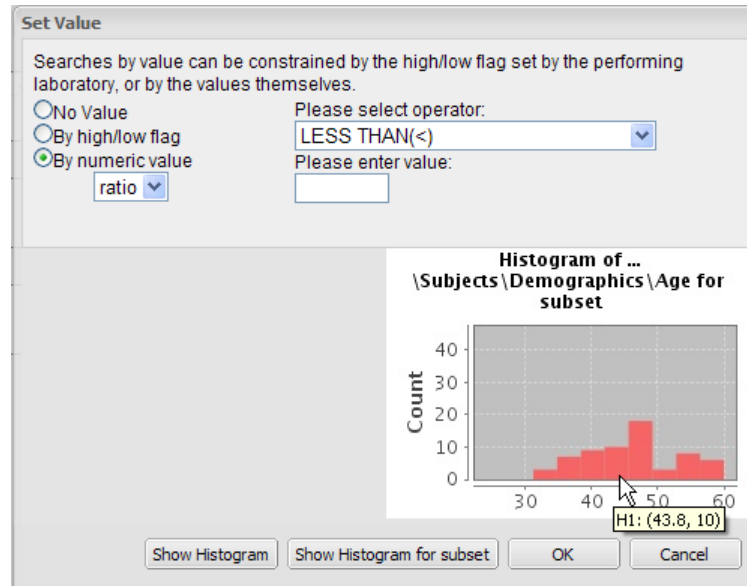 Set Value
Searches by value can be constrained by the high/low flag set by the performing
laboratory, or by the values themselves.
No Value
By high/low flag
By numeric value
ratio
Please select operator:
LESS THAN(<)
Please enter value:
Histogram of ...
\Subjects\Demographics\Age for
subset
Count
40
30
20
10
0
30 40 50 60
H1: (43.8, 10)
Show Histogram Show Histogram for subset OK Cancel